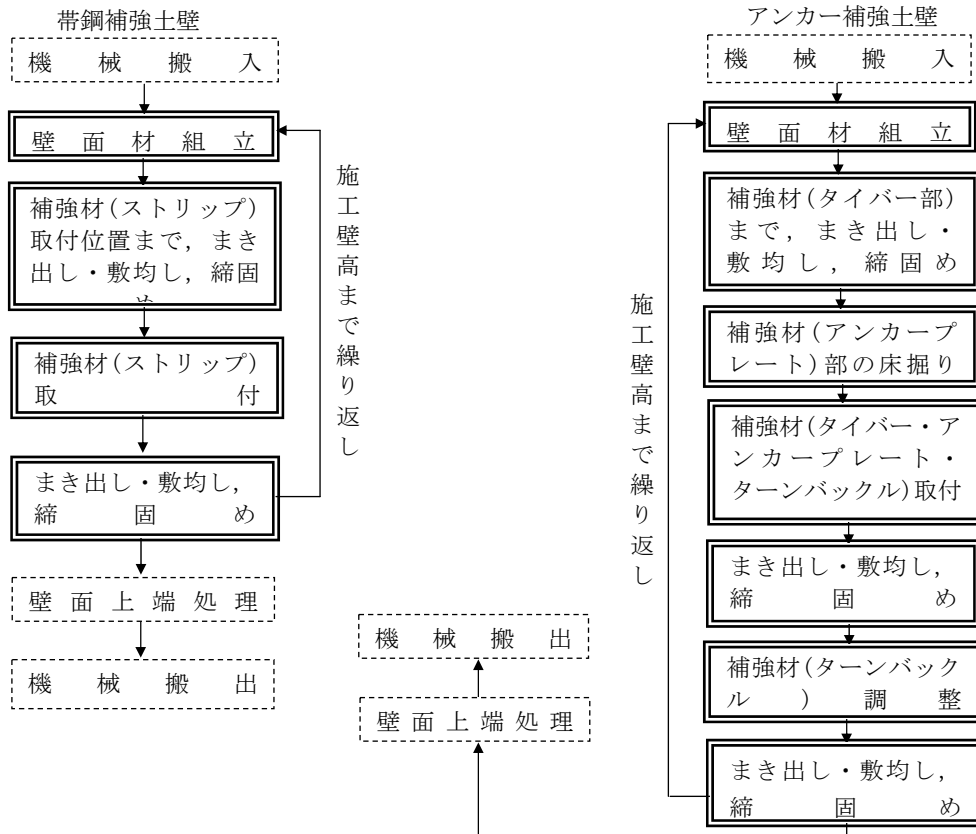 帯鋼補強土壁
機械搬入
壁面材組立
補強材(ストリップ)
取付位置まで，まき
出し・敷均し，締固
め
補強材(ストリップ)
取付
まき出し・敷均し，
締固め
壁面上端処理
機械搬出
施工壁高まで繰り返し
アンカー補強土壁
機械搬入
壁面材組立
補強材(タイバー部)
まで，まき出し・
敷均し，締固め
補強材(アンカープ
レート)部の床掘り
補強材(タイバー・ア
ンカープレート・
ターンバックル)取付
まき出し・敷均し，
締固め
補強材(ターンバック
ル）調整
まき出し・敷均し，
締固め
施工壁高まで繰り返し
壁面上端処理
機械搬出